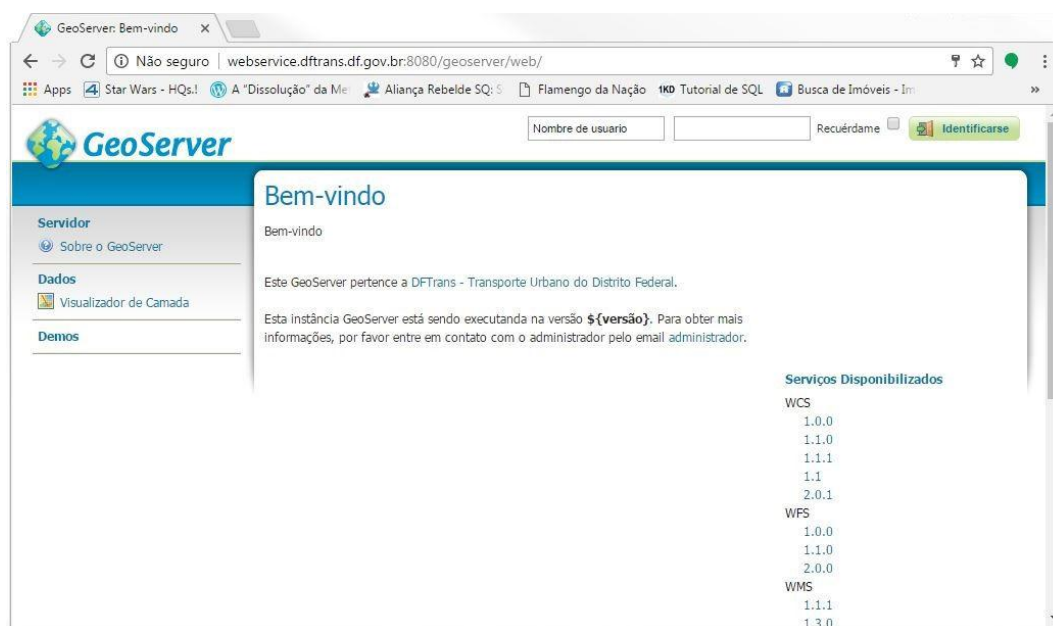 GeoServer: Bem-vindo
Não seguro | webservice.dftrans.df.gov.br:8080/geoserver/web/
Apps Star Wars - HQs.! A "Dissolução" da Me Aliança Rebelde SQ: S Flamengo da Nação 1KD Tutorial de SQL Busca de Imóveis - Im »
GeoServer
Nombre de usuario Recuérdame Identificarse
Bem-vindo
Servidor
Sobre o GeoServer
Dados
Visualizador de Camada
Demos
Bem-vindo
Este GeoServer pertence a DFTrans - Transporte Urbano do Distrito Federal.
Esta instância GeoServer está sendo executanda na versão ${versão}. Para obter mais
informações, por favor entre em contato com o administrador pelo email administrador.
Serviços Disponibilizados
WCS
1.0.0
1.1.0
1.1.1
1.1
2.0.1
WFS
1.0.0
1.1.0
2.0.0
WMS
1.1.1
1.3.0